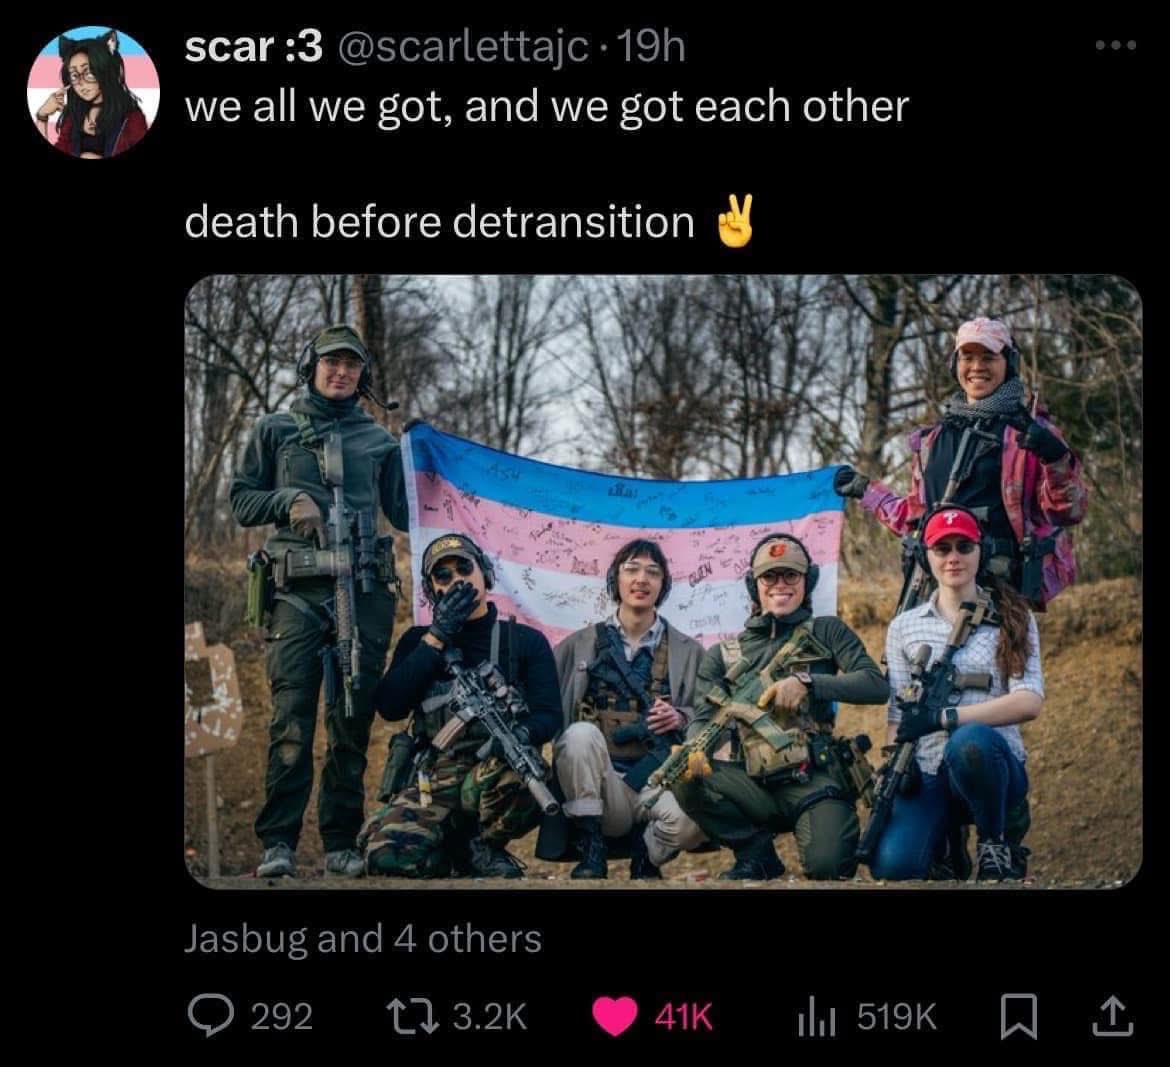 scar :3 @scarlettajc · 19h
we all we got, and we got each other
death before detransition ✌️
ASH
Jasbug and 4 others
292 3.2K 41K 519K